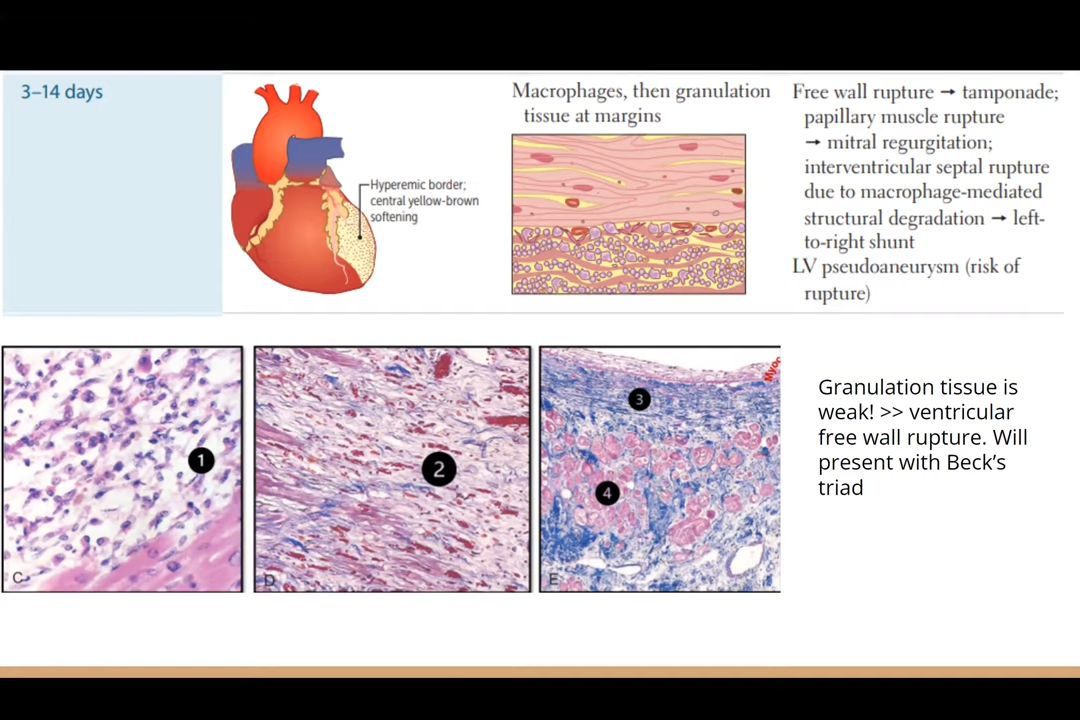 3–14 days
Hyperemic border;
central yellow-brown
softening
Macrophages, then granulation
tissue at margins
Free wall rupture → tamponade;
papillary muscle rupture
→ mitral regurgitation;
interventricular septal rupture
due to macrophage-mediated
structural degradation → left-
to-right shunt
LV pseudoaneurysm (risk of
rupture)
1
C
2
D
3
4
E
Myoc
Granulation tissue is
weak! >> ventricular
free wall rupture. Will
present with Beck’s
triad